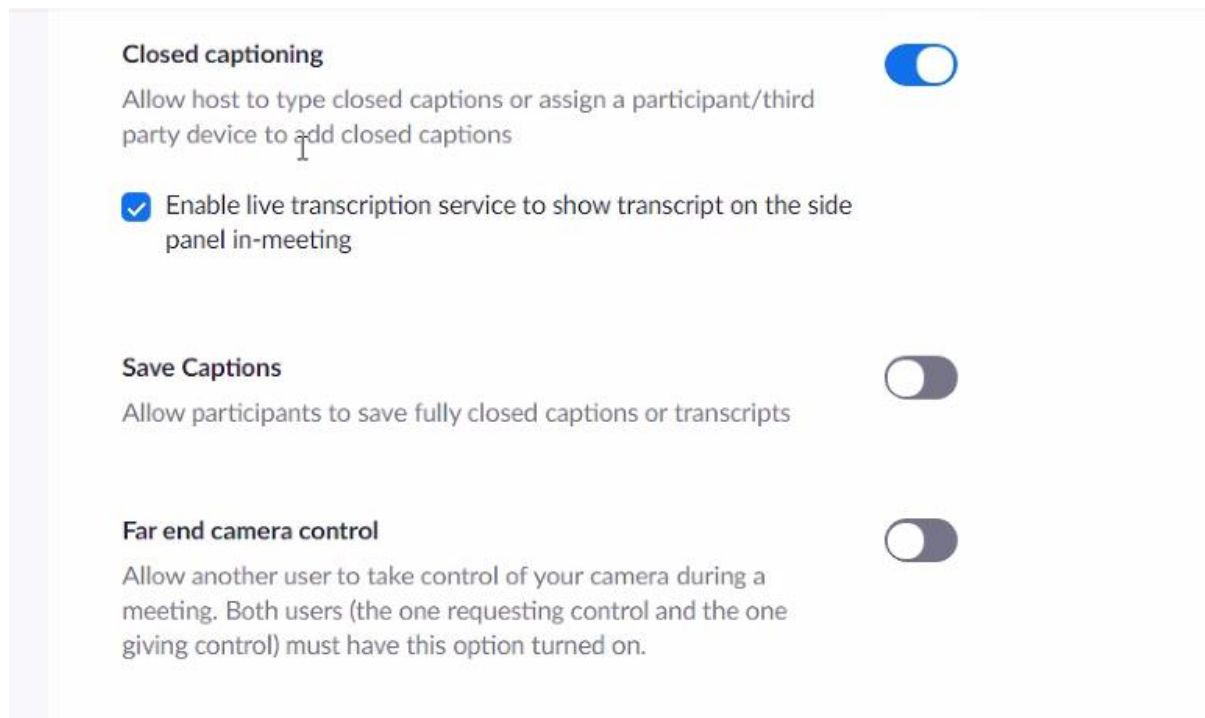 Closed captioning
Allow host to type closed captions or assign a participant/third
party device to add closed captions
Enable live transcription service to show transcript on the side
panel in-meeting
Save Captions
Allow participants to save fully closed captions or transcripts
Far end camera control
Allow another user to take control of your camera during a
meeting. Both users (the one requesting control and the one
giving control) must have this option turned on.